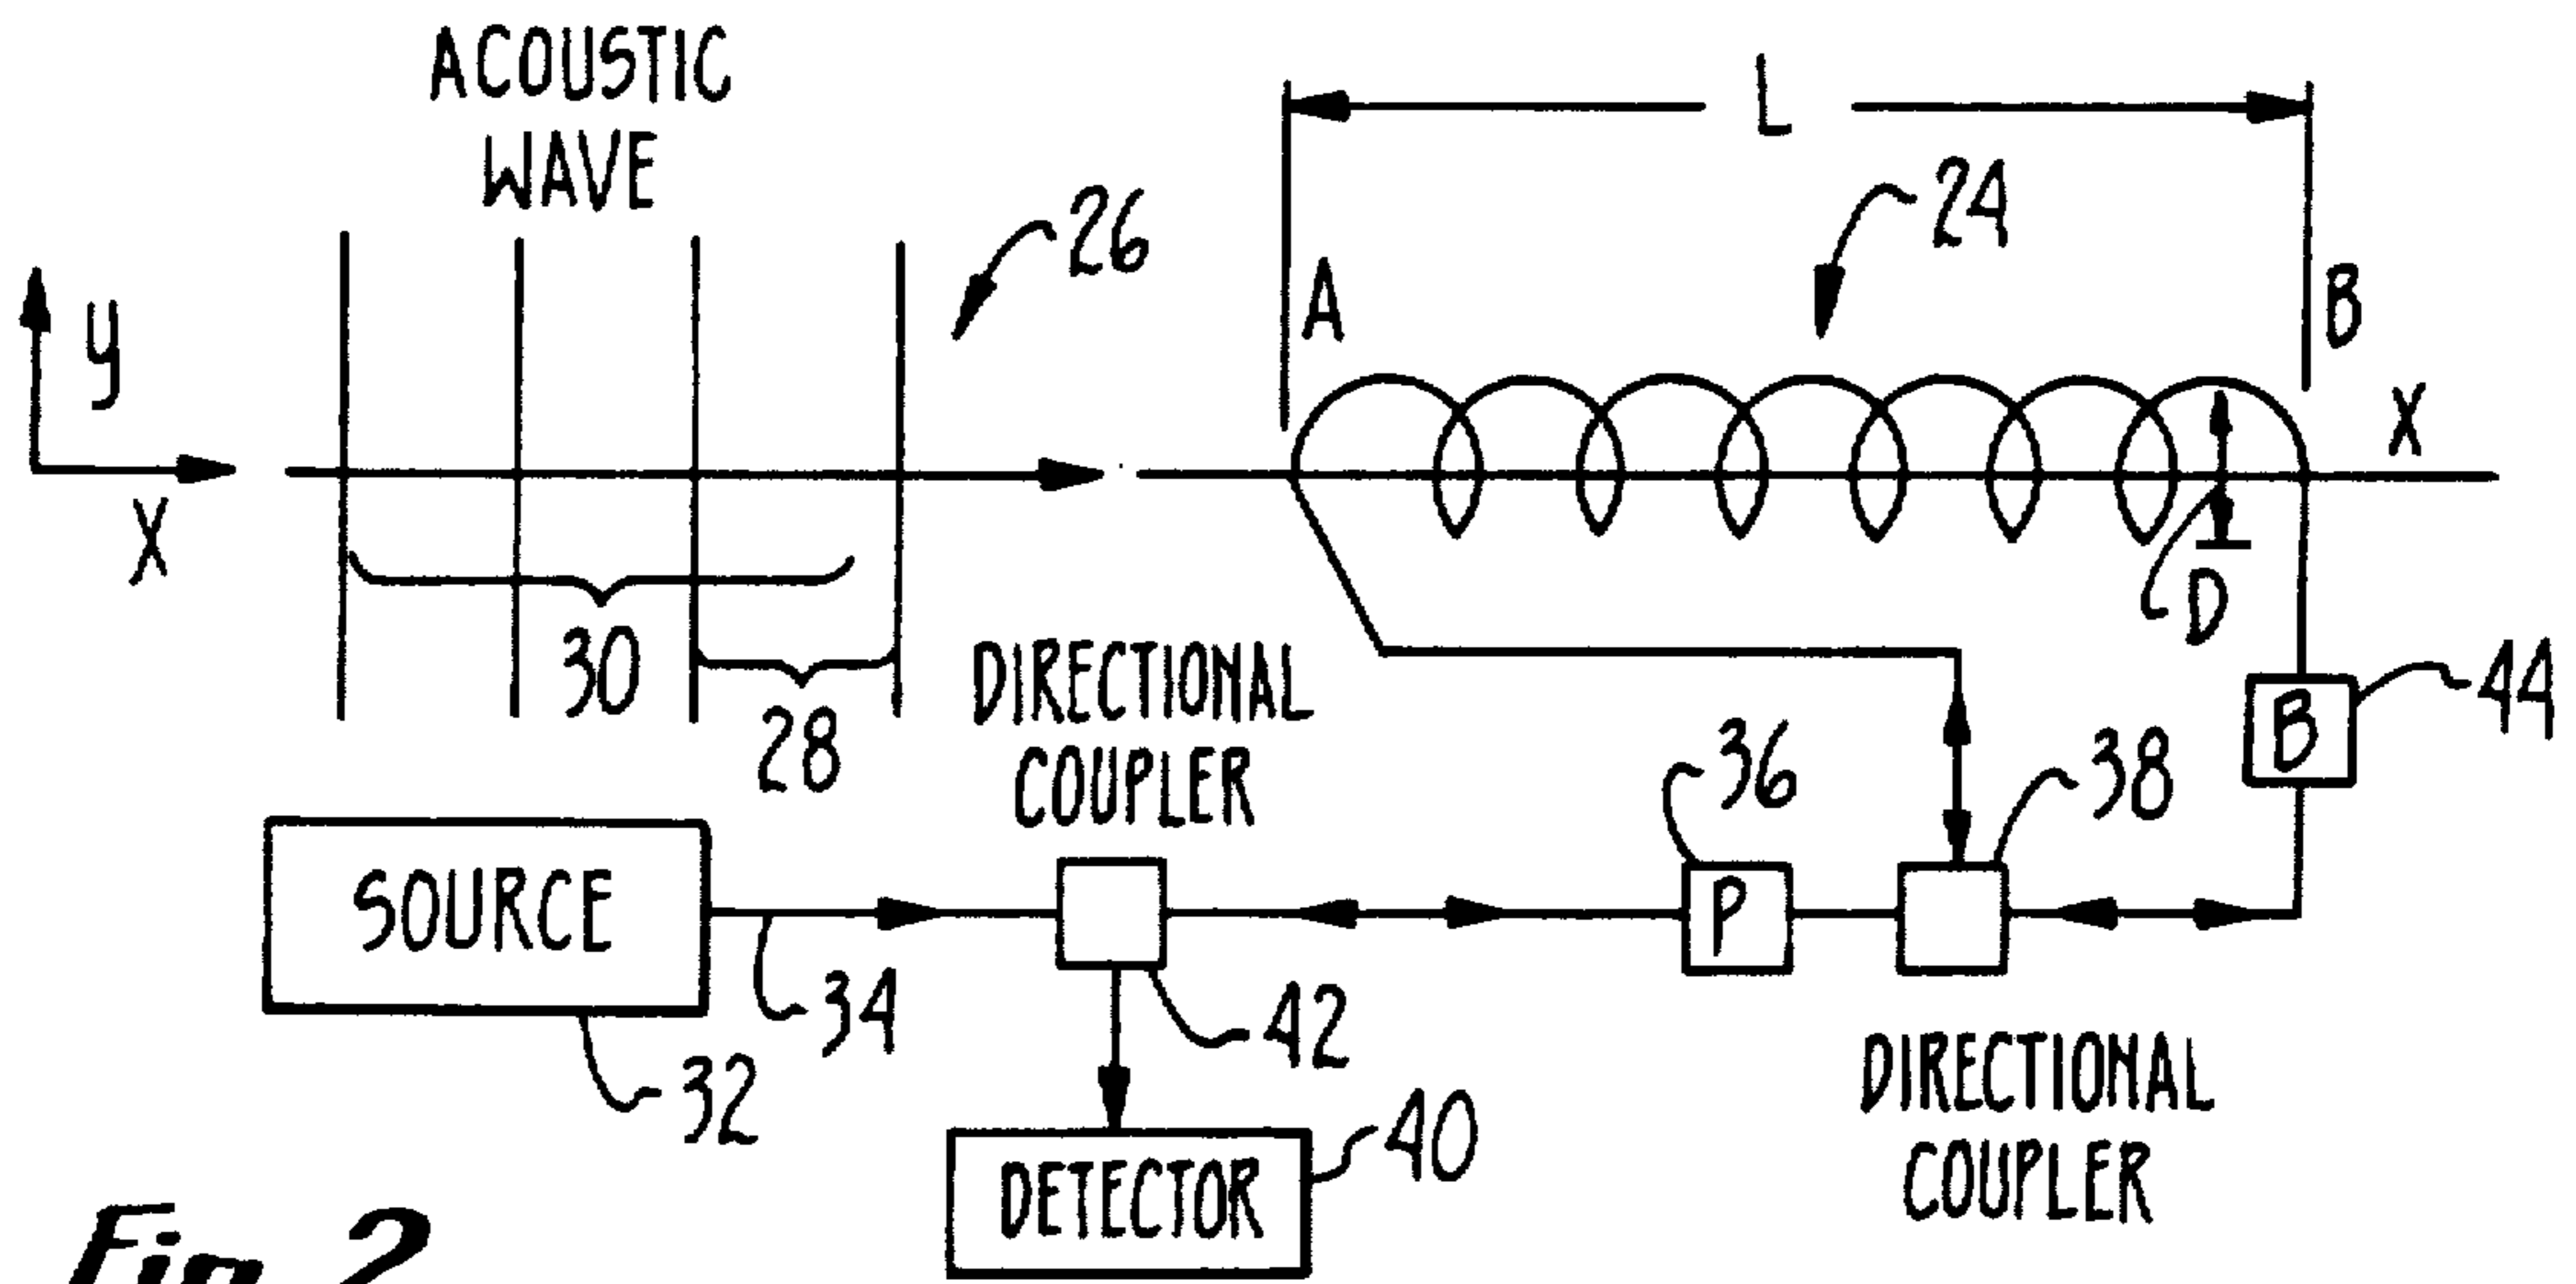 ACOUSTIC
WAVE
L
24
26
A
B
y
X
X
D
30
28
DIRECTIONAL
COUPLER
44
B
36
38
P
SOURCE
34
42
32
DIRECTIONAL
COUPLER
40
DETECTOR
Fig 2